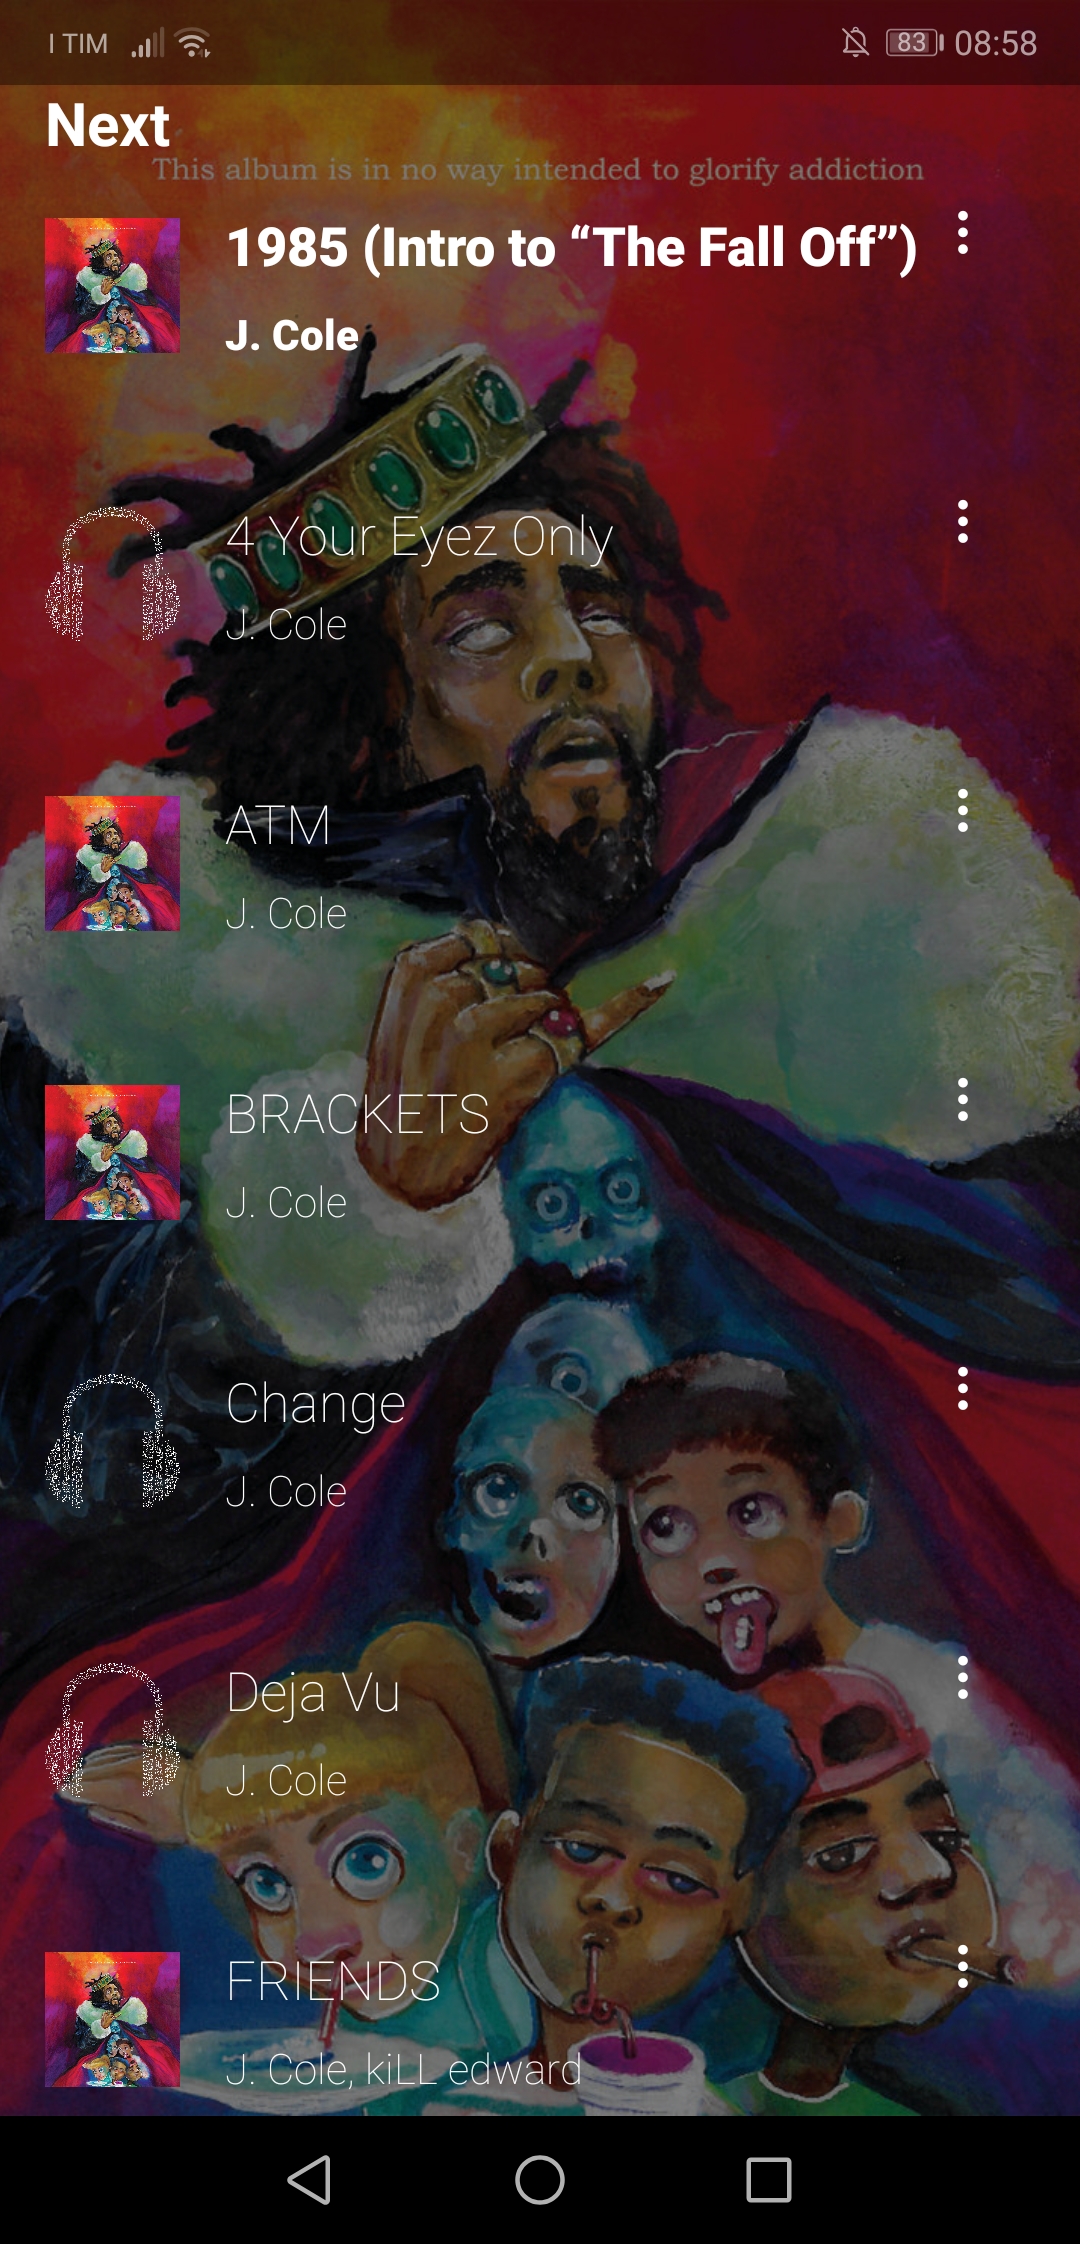 I TIM 83 08:58
Next
This album is in no way intended to glorify addiction
1985 (Intro to “The Fall Off”)
J. Cole
4 Your Eyez Only
J. Cole
ATM
J. Cole
BRACKETS
J. Cole
Change
J. Cole
Deja Vu
J. Cole
FRIENDS
J. Cole, kiLL edward